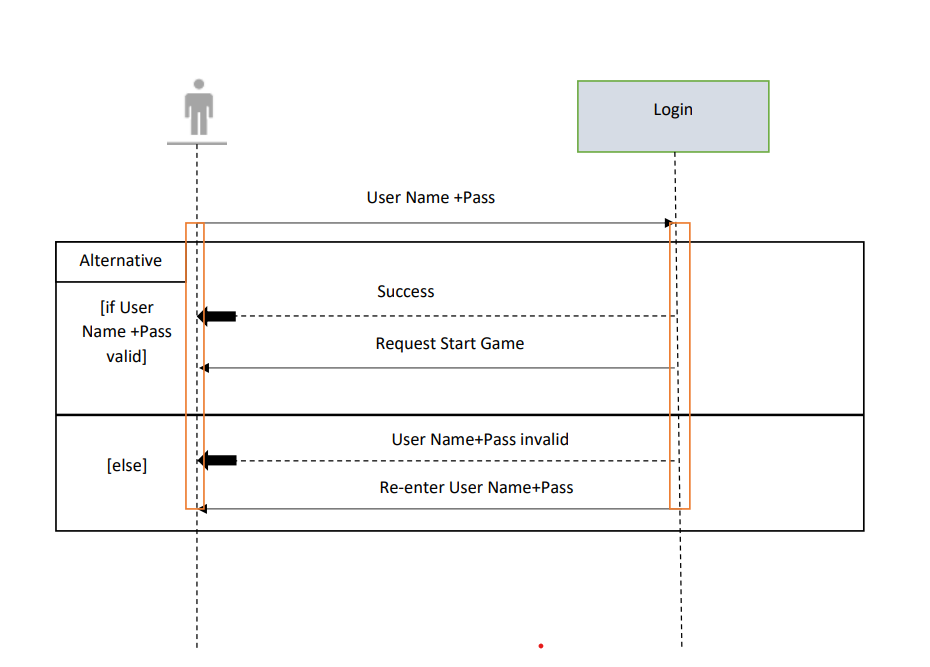 Login
User Name +Pass
Alternative
Success
[if User
Name +Pass
valid]
Request Start Game
User Name+Pass invalid
[else]
Re-enter User Name+Pass